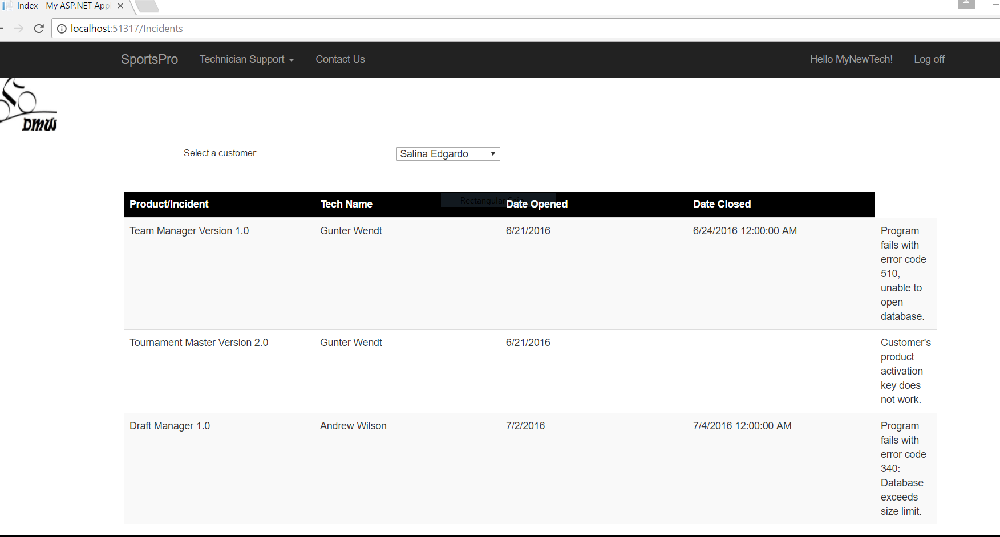 Index - My ASP.NET Appl
localhost:51317/Incidents
SportsPro Technician Support Contact Us Hello MyNewTech! Log off
DMW
Select a customer: Salina Edgardo
Product/Incident Tech Name Date Opened Date Closed
Rectangular
Team Manager Version 1.0 Gunter Wendt 6/21/2016 6/24/2016 12:00:00 AM Program
fails with
error code
510,
unable to
open
database.
Tournament Master Version 2.0 Gunter Wendt 6/21/2016 Customer's
product
activation
key does
not work.
Draft Manager 1.0 Andrew Wilson 7/2/2016 7/4/2016 12:00:00 AM Program
fails with
error code
340:
Database
exceeds
size limit.